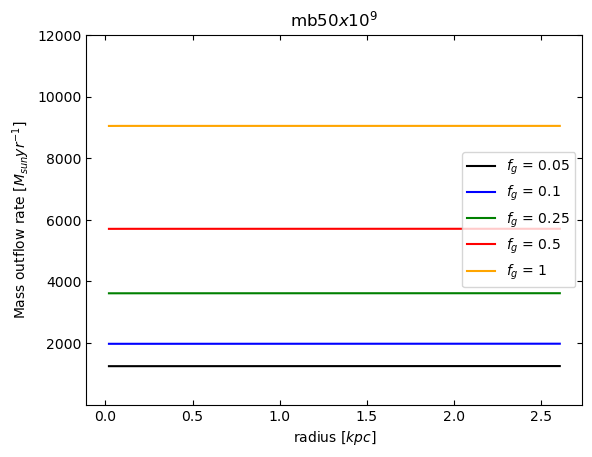 mb50x10⁹
12000
10000
8000
6000
4000
2000
Mass outflow rate [M_{sun}yr⁻¹]
f_g = 0.05
f_g = 0.1
f_g = 0.25
f_g = 0.5
f_g = 1
0.0 0.5 1.0 1.5 2.0 2.5
radius [kpc]